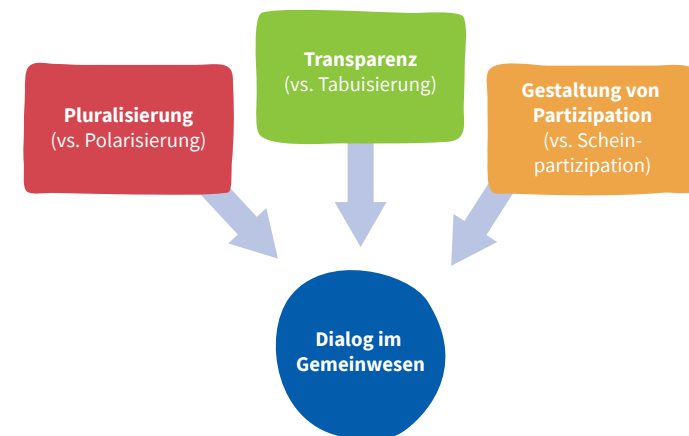 Pluralisierung
(vs. Polarisierung)
Transparenz
(vs. Tabuisierung)
Gestaltung von
Partizipation
(vs. Schein-
partizipation)
Dialog im
Gemeinwesen